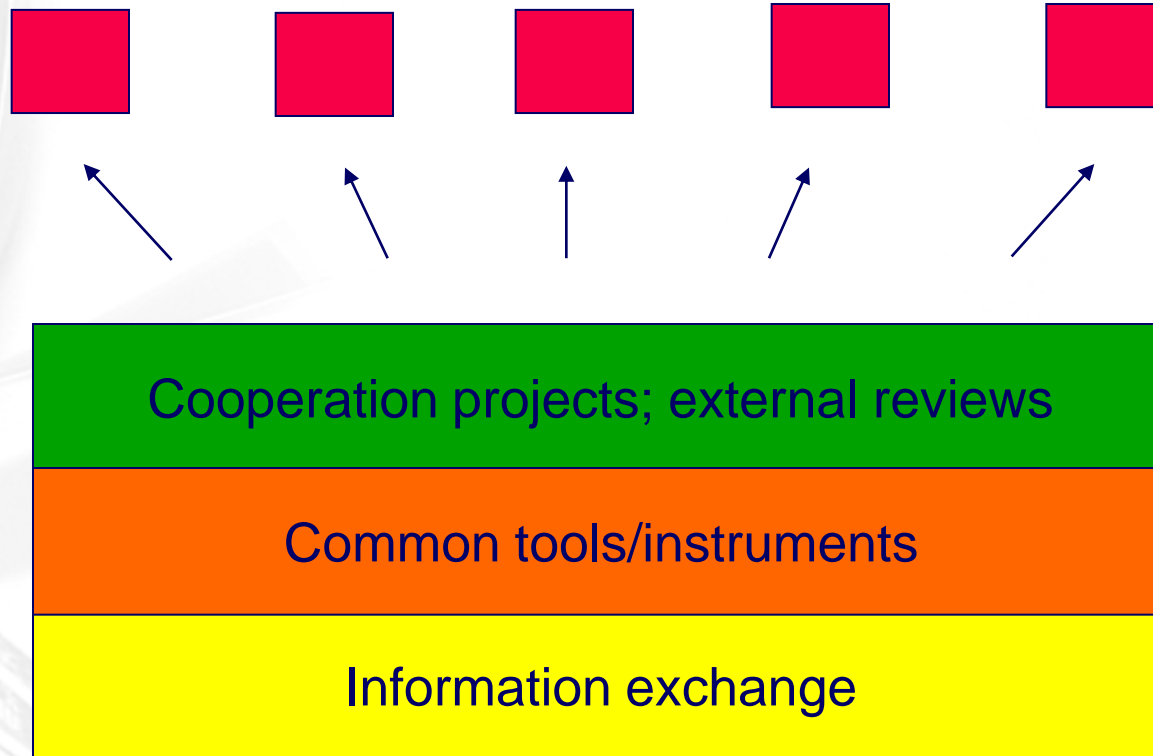 Cooperation projects; external reviews
Common tools/instruments
Information exchange